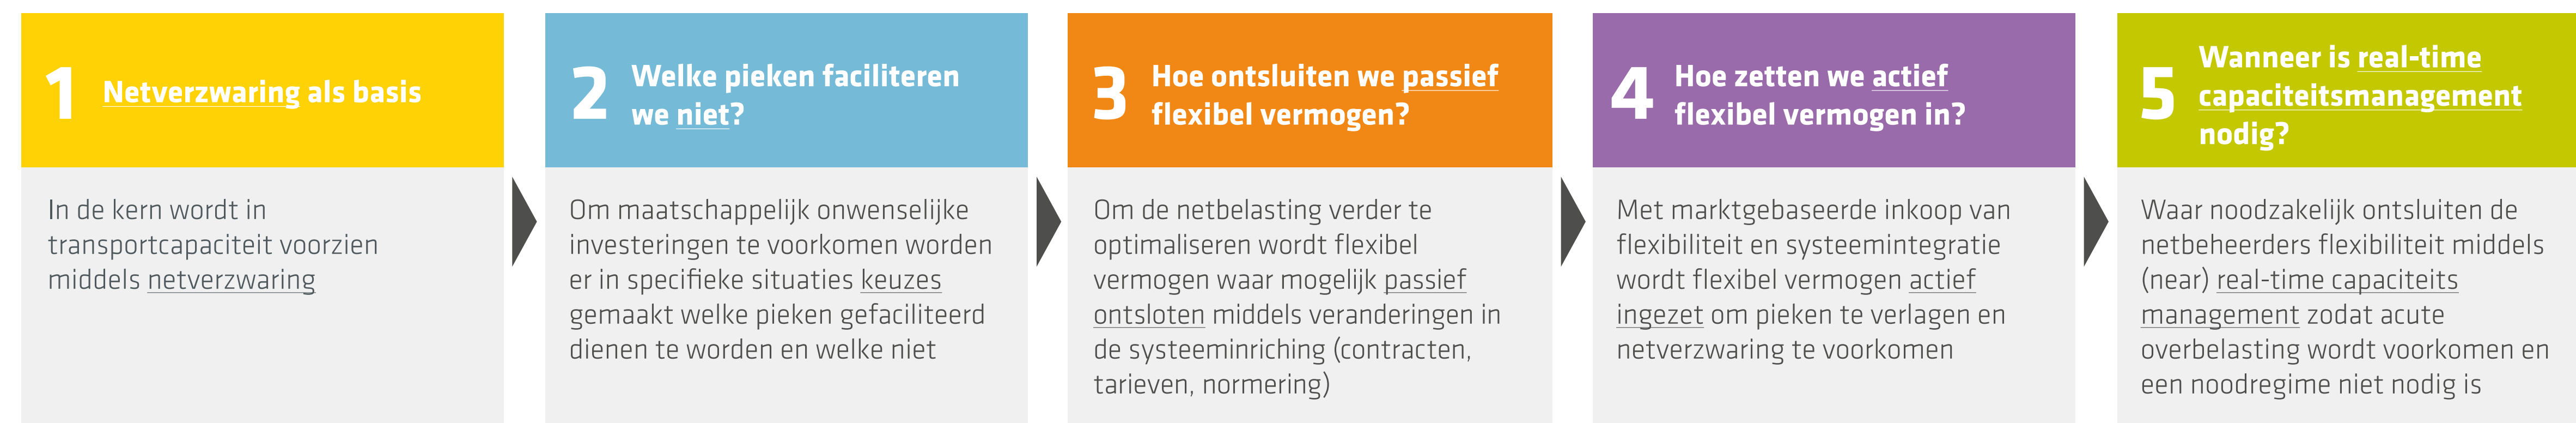 1
Netverzwaring als basis
In de kern wordt in
transportcapaciteit voorzien
middels netverzwaring
2
Welke pieken faciliteren
we niet?
Om maatschappelijk onwenselijke
investeringen te voorkomen worden
er in specifieke situaties keuzes
gemaakt welke pieken gefaciliteerd
dienen te worden en welke niet
3
Hoe ontsluiten we passief
flexibel vermogen?
Om de netbelasting verder te
optimaliseren wordt flexibel
vermogen waar mogelijk passief
ontsloten middels veranderingen in
de systeeminriching (contracten,
tarieven, normering)
4
Hoe zetten we actief
flexibel vermogen in?
Met marktgebaseerde inkoop van
flexibiliteit en systeemintegratie
wordt flexibel vermogen actief
ingezet om pieken te verlagen en
netverzwaring te voorkomen
5
Wanneer is real-time
capaciteitsmanagement
nodig?
Waar noodzakelijk ontsluiten de
netbeheerders flexibiliteit middels
(near) real-time capaciteits
management zodat acute
overbelasting wordt voorkomen en
een noodregime niet nodig is